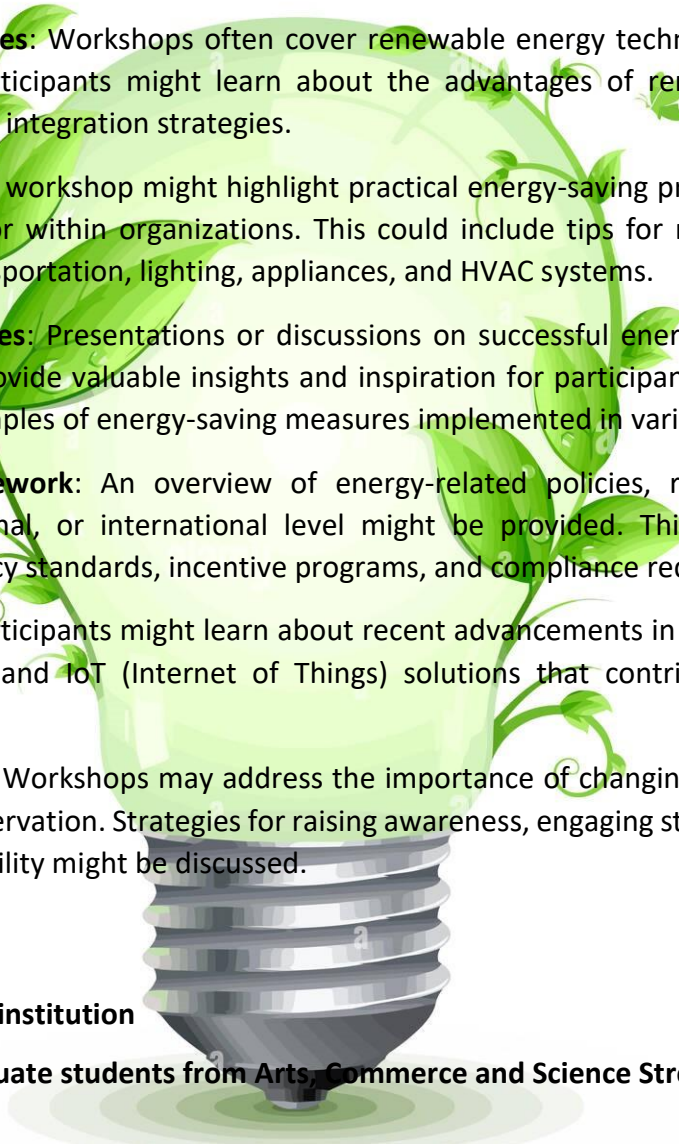 es: Workshops often cover renewable energy techn
ticipants might learn about the advantages of re
integration strategies.
workshop might highlight practical energy-saving pr
or within organizations. This could include tips for r
sportation, lighting, appliances, and HVAC systems.
es: Presentations or discussions on successful ener
ovide valuable insights and inspiration for participan
ples of energy-saving measures implemented in vari
ework: An overview of energy-related policies, r
nal, or international level might be provided. Thi
cy standards, incentive programs, and compliance rec
ticipants might learn about recent advancements in
and IoT (Internet of Things) solutions that contri
Workshops may address the importance of changin
ervation. Strategies for raising awareness, engaging st
ility might be discussed.
institution
uate students from Arts, Commerce and Science Stre